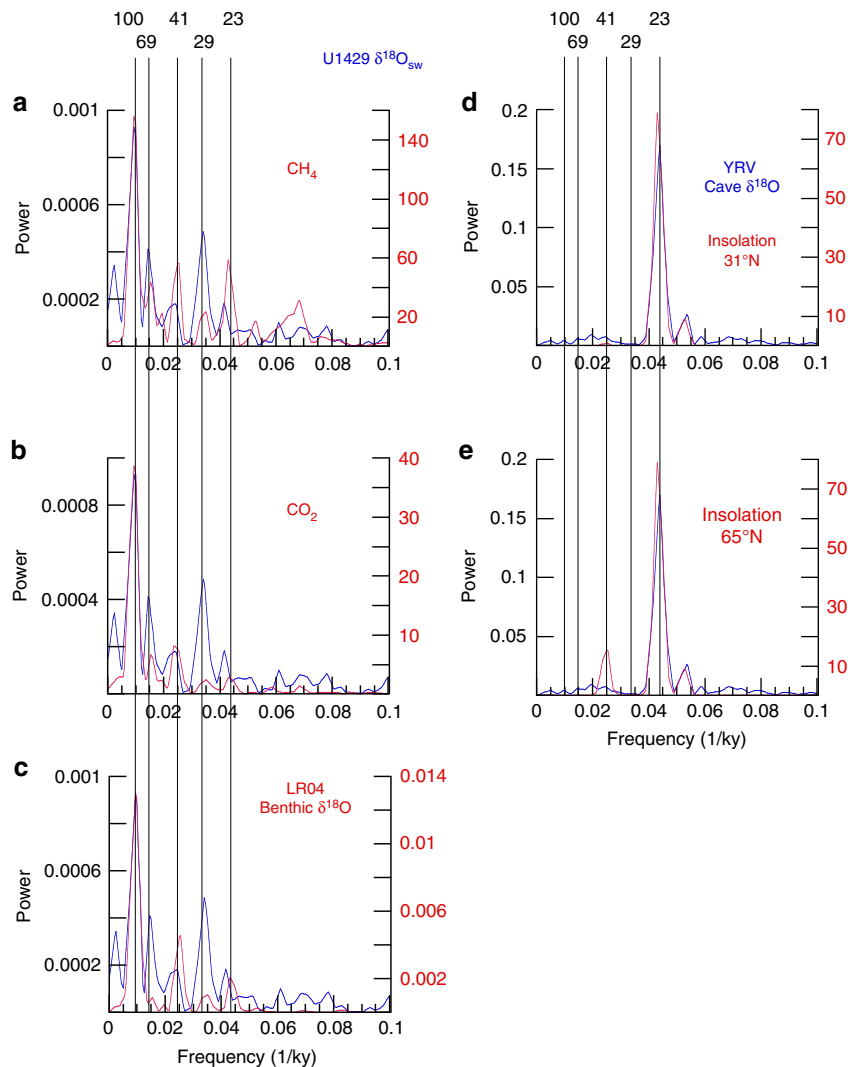 100 41 23
69 29
U1429 δ¹⁸Osw
a
0.001
0.0006
0.0002
Power
CH₄
140
100
60
20
0 0.02 0.04 0.06 0.08 0.1
b
0.0008
0.0004
Power
CO₂
40
30
20
10
0 0.02 0.04 0.06 0.08 0.1
c
0.001
0.0006
0.0002
Power
LR04
Benthic δ¹⁸O
0.014
0.01
0.006
0.002
0 0.02 0.04 0.06 0.08 0.1
Frequency (1/ky)
100 41 23
69 29
d
0.2
0.15
0.1
0.05
Power
YRV
Cave δ¹⁸O
Insolation
31°N
70
50
30
10
0 0.02 0.04 0.06 0.08 0.1
e
0.2
0.15
0.1
0.05
Power
Insolation
65°N
70
50
30
10
0 0.02 0.04 0.06 0.08 0.1
Frequency (1/ky)